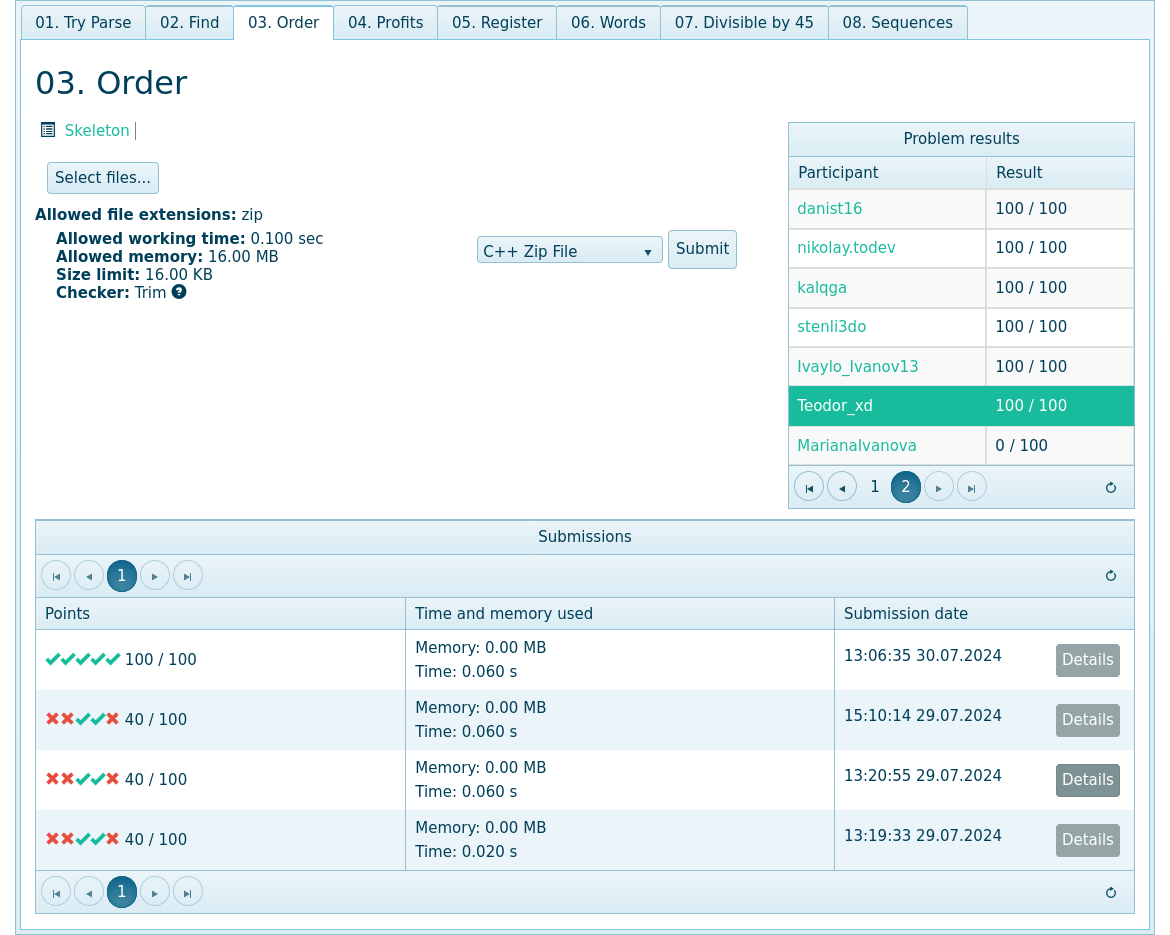 01. Try Parse 02. Find 03. Order 04. Profits 05. Register 06. Words 07. Divisible by 45 08. Sequences
03. Order
Skeleton |
Select files...
Allowed file extensions: zip
Allowed working time: 0.100 sec
Allowed memory: 16.00 MB
Size limit: 16.00 KB
Checker: Trim ?
C++ Zip File Submit
Problem results
Participant Result
danist16 100 / 100
nikolay.todev 100 / 100
kalqga 100 / 100
stenli3do 100 / 100
Ivaylo_Ivanov13 100 / 100
Teodor_xd 100 / 100
MarianaIvanova 0 / 100
1 2
Submissions
1
Points Time and memory used Submission date
100 / 100 Memory: 0.00 MB 13:06:35 30.07.2024 Details
Time: 0.060 s
40 / 100 Memory: 0.00 MB 15:10:14 29.07.2024 Details
Time: 0.060 s
40 / 100 Memory: 0.00 MB 13:20:55 29.07.2024 Details
Time: 0.060 s
40 / 100 Memory: 0.00 MB 13:19:33 29.07.2024 Details
Time: 0.020 s
1